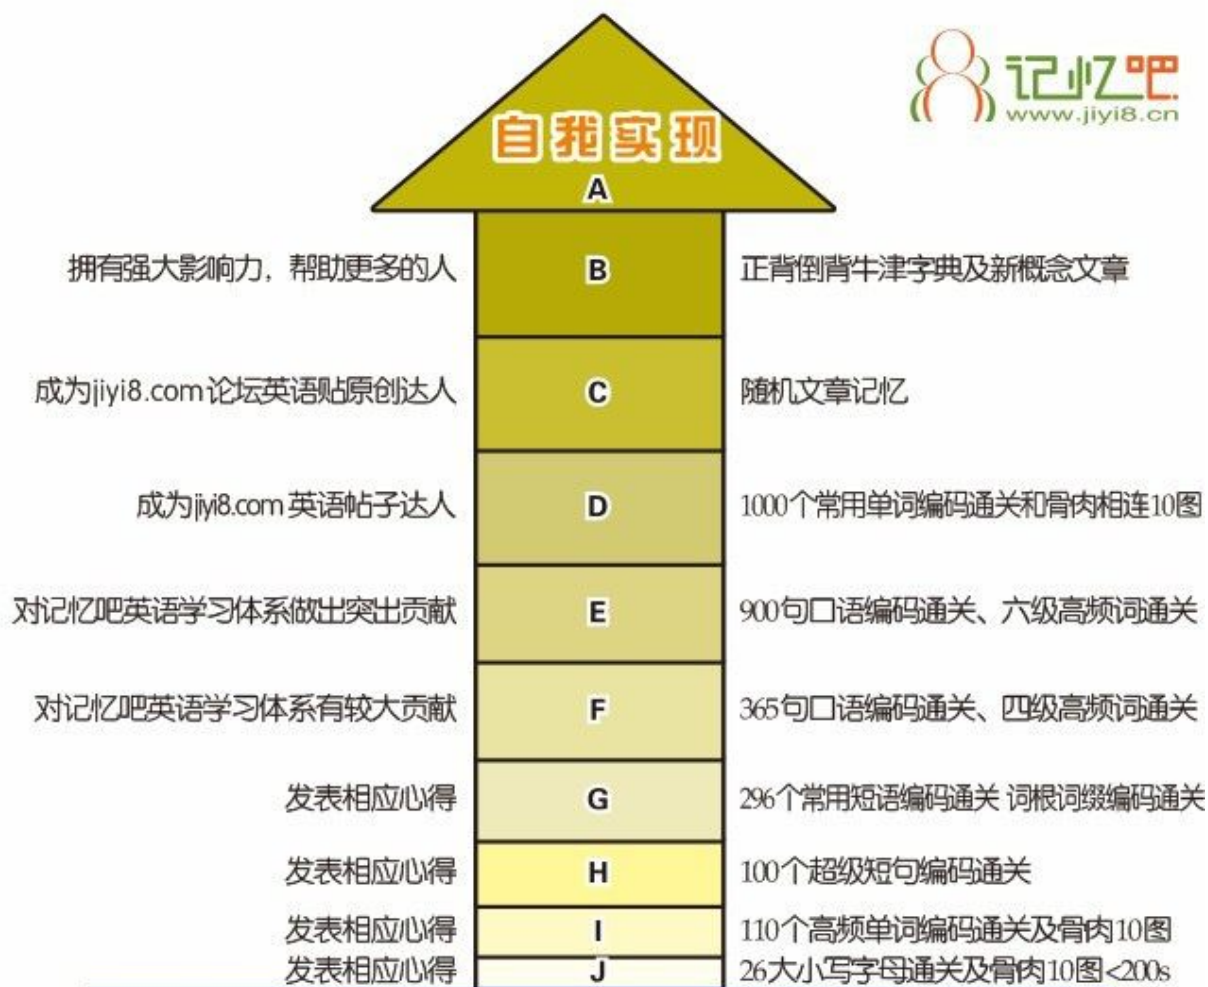 记忆吧
www.jiyi8.cn
自我实现
A
拥有强大影响力，帮助更多的人 B 正背倒背牛津字典及新概念文章
成为jiyi8.com论坛英语贴原创达人 C 随机文章记忆
成为jiyi8.com英语帖子达人 D 1000个常用单词编码通关和骨肉相连10图
对记忆吧英语学习体系做出突出贡献 E 900句口语编码通关、六级高频词通关
对记忆吧英语学习体系有较大贡献 F 365句口语编码通关、四级高频词通关
发表相应心得 G 296个常用短语编码通关 词根词缀编码通关
发表相应心得 H 100个超级短句编码通关
发表相应心得 I 110个高频单词编码通关及骨肉10图
发表相应心得 J 26大小写字母通关及骨肉10图<200s